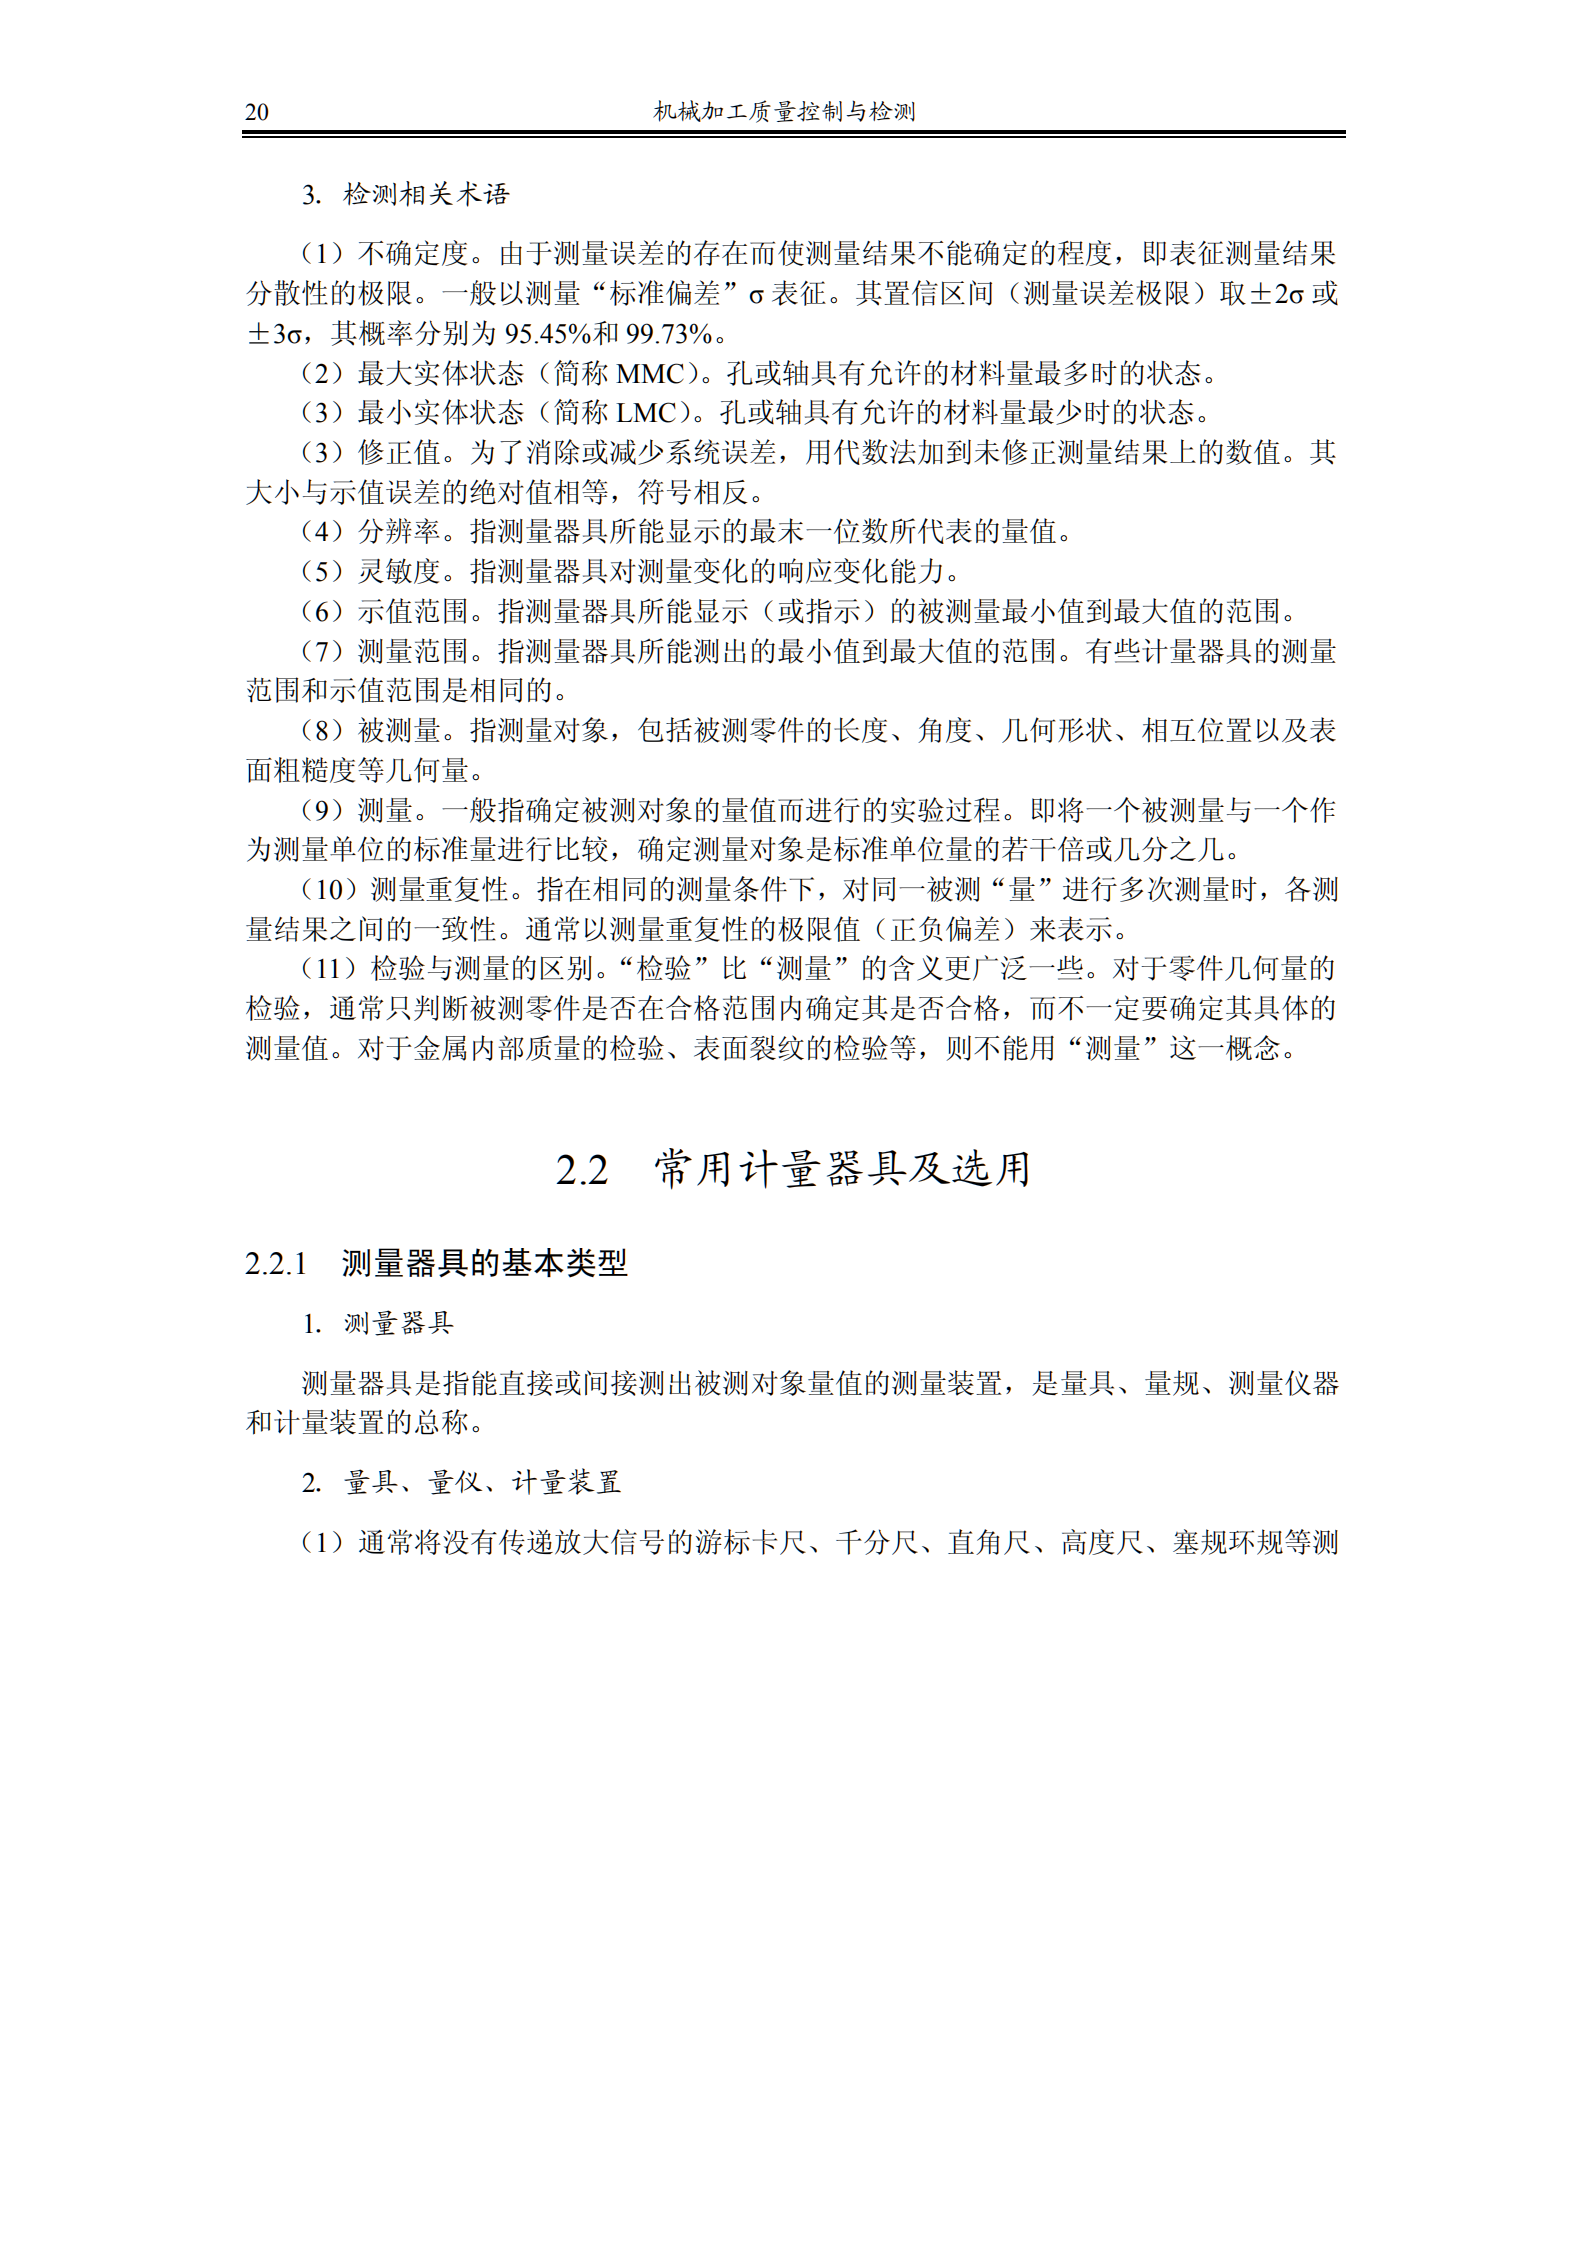 20 机械加工质量控制与检测
3．检测相关术语
（1）不确定度。由于测量误差的存在而使测量结果不能确定的程度，即表征测量结果
分散性的极限。一般以测量“标准偏差”σ 表征。其置信区间（测量误差极限）取±2σ 或
±3σ，其概率分别为 95.45%和 99.73%。
（2）最大实体状态（简称 MMC）。孔或轴具有允许的材料量最多时的状态。
（3）最小实体状态（简称 LMC）。孔或轴具有允许的材料量最少时的状态。
（3）修正值。为了消除或减少系统误差，用代数法加到未修正测量结果上的数值。其
大小与示值误差的绝对值相等，符号相反。
（4）分辨率。指测量器具所能显示的最末一位数所代表的量值。
（5）灵敏度。指测量器具对测量变化的响应变化能力。
（6）示值范围。指测量器具所能显示（或指示）的被测量最小值到最大值的范围。
（7）测量范围。指测量器具所能测出的最小值到最大值的范围。有些计量器具的测量
范围和示值范围是相同的。
（8）被测量。指测量对象，包括被测零件的长度、角度、几何形状、相互位置以及表
面粗糙度等几何量。
（9）测量。一般指确定被测对象的量值而进行的实验过程。即将一个被测量与一个作
为测量单位的标准量进行比较，确定测量对象是标准单位量的若干倍或几分之几。
（10）测量重复性。指在相同的测量条件下，对同一被测“量”进行多次测量时，各测
量结果之间的一致性。通常以测量重复性的极限值（正负偏差）来表示。
（11）检验与测量的区别。“检验”比“测量”的含义更广泛一些。对于零件几何量的
检验，通常只判断被测零件是否在合格范围内确定其是否合格，而不一定要确定其具体的
测量值。对于金属内部质量的检验、表面裂纹的检验等，则不能用“测量”这一概念。
2.2 常用计量器具及选用
2.2.1 测量器具的基本类型
1．测量器具
测量器具是指能直接或间接测出被测对象量值的测量装置，是量具、量规、测量仪器
和计量装置的总称。
2．量具、量仪、计量装置
（1）通常将没有传递放大信号的游标卡尺、千分尺、直角尺、高度尺、塞规环规等测